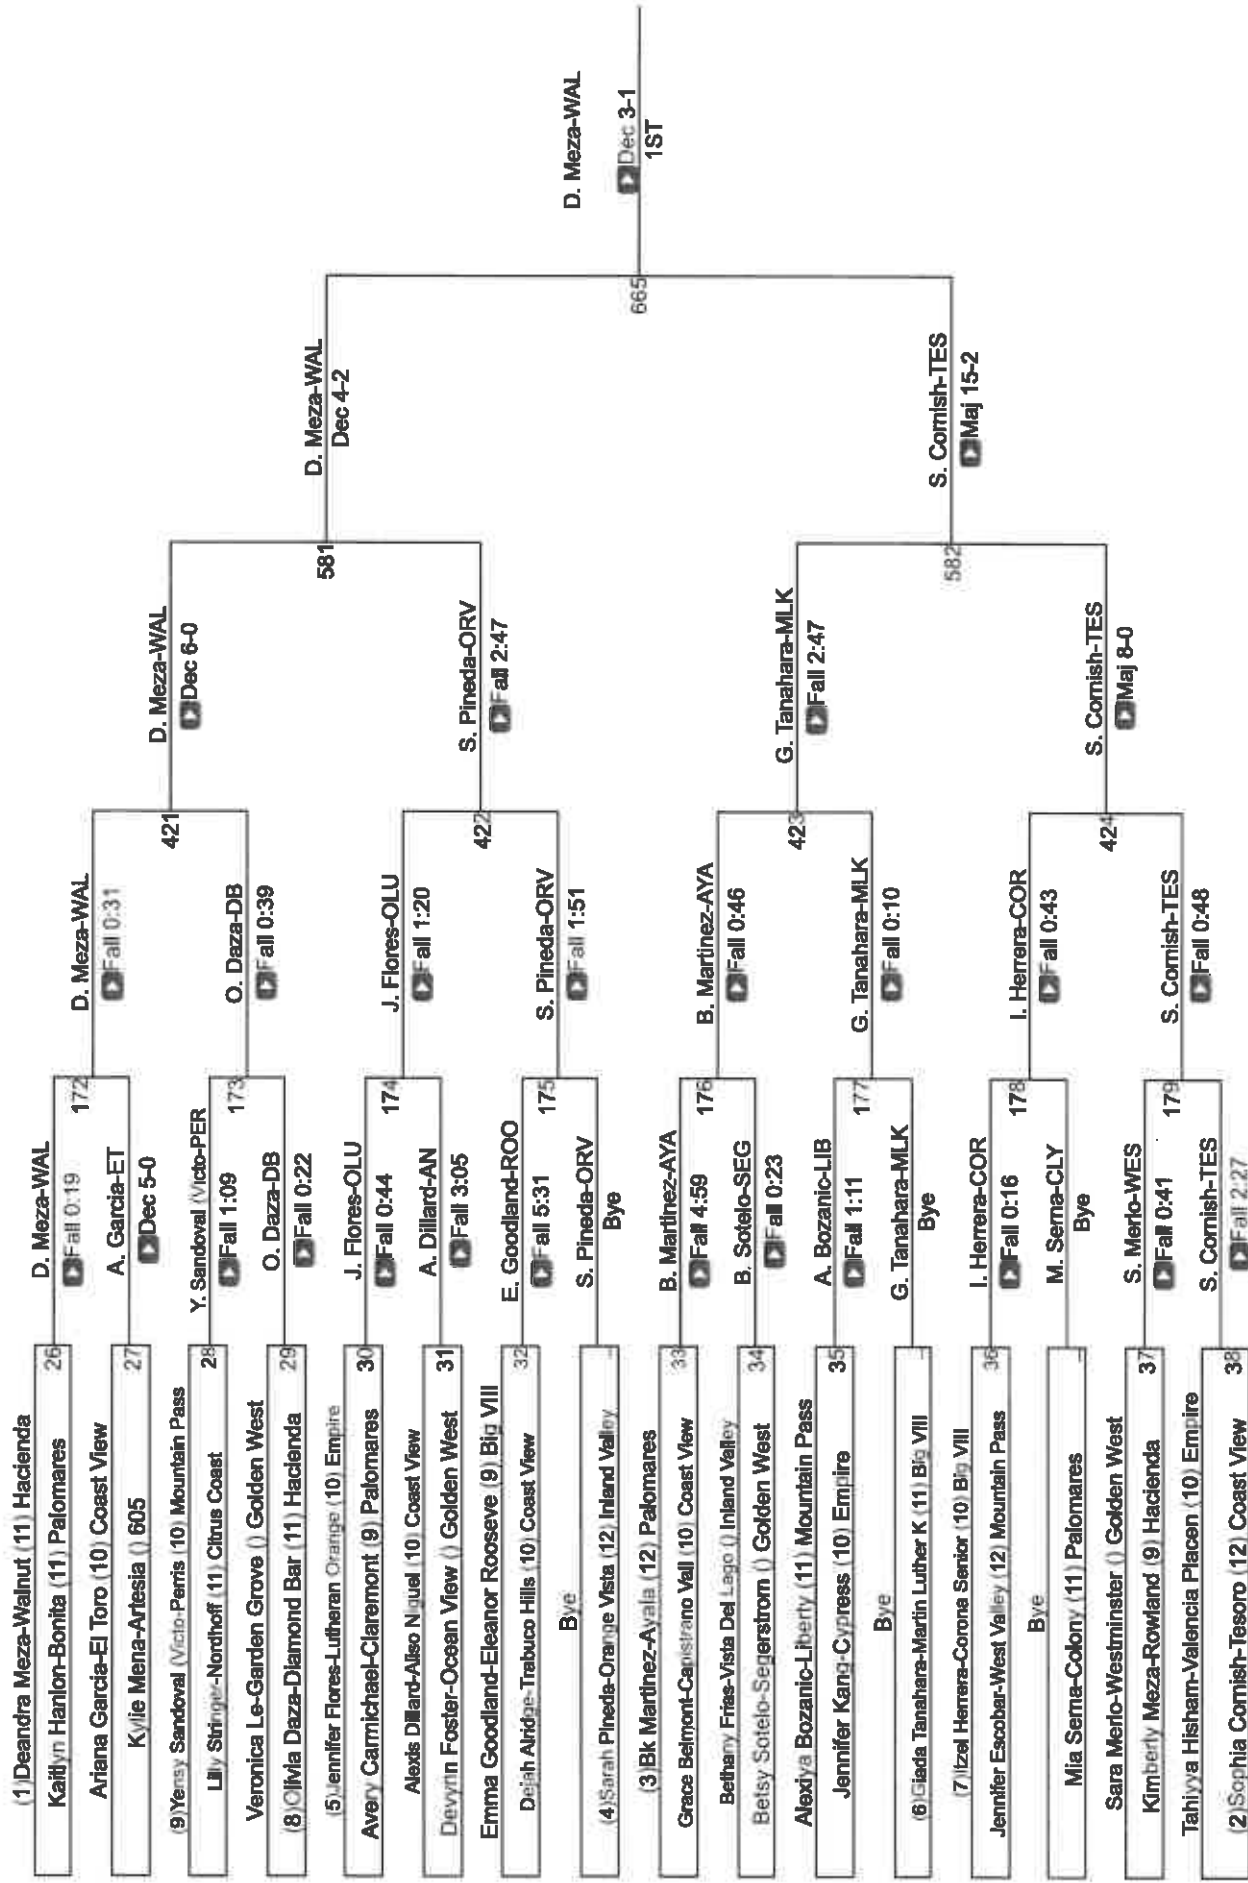 (1)Deandra Meza-Walnut (11) Hacienda
Kaitlyn Hanlon-Bonita (11) Palomares
26
Ariana Garcia-El Toro (10) Coast View
Kylie Mena-Artesia () 605
27
(9)Yensy Sandoval (Victo-Perris (10) Mountain Pass
Lilly Stringer-Nordhoff (11) Citrus Coast
28
Veronica Le-Garden Grove () Golden West
(8)Olivia Daza-Diamond Bar (11) Hacienda
29
(5)Jennifer Flores-Lutheran Orange (10) Empire
Avery Carmichael-Claremont (9) Palomares
30
Alexis Dillard-Aliso Niguel (10) Coast View
Devynn Foster-Ocean View () Golden West
31
Emma Goodland-Eleanor Rooseve (9) Big VIII
Dejah Alridge-Trabuco Hills (10) Coast View
32
Bye
(4)Sarah Pineda-Orange Vista (12) Inland Valley
(3)Bk Martinez-Ayala (12) Palomares
Grace Belmont-Capistrano Vall (10) Coast View
33
Bethany Frias-Vista Del Lago () Inland Valley
Betsy Sotelo-Segerstrom () Golden West
34
Alexiya Bozanic-Liberty (11) Mountain Pass
Jennifer Kang-Cypress (10) Empire
35
Bye
(6)Giada Tanahara-Martin Luther K (11) Big VIII
(7)Itzel Herrera-Corona Senior (10) Big VIII
Jennifer Escobar-West Valley (12) Mountain Pass
36
Bye
Mia Serna-Colony (11) Palomares
Sara Merlo-Westminster () Golden West
Kimberly Meza-Rowland (9) Hacienda
37
Tahiyya Hisham-Valencia Placen (10) Empire
(2)Sophia Cornish-Tesoro (12) Coast View
38
D. Meza-WAL
Fall 0:19
172
A. Garcia-ET
Dec 5-0
Y. Sandoval (Victo-PER
Fall 1:09
173
O. Daza-DB
Fall 0:22
J. Flores-OLU
Fall 0:44
174
A. Dillard-AN
Fall 3:05
E. Goodland-ROO
Fall 5:31
175
S. Pineda-ORV
Bye
B. Martinez-AYA
Fall 4:59
176
B. Sotelo-SEG
Fall 0:23
A. Bozanic-LIB
Fall 1:11
177
G. Tanahara-MLK
Bye
I. Herrera-COR
Fall 0:16
178
M. Serna-CLY
Bye
S. Merlo-WES
Fall 0:41
179
S. Cornish-TES
Fall 2:27
D. Meza-WAL
Fall 0:31
421
O. Daza-DB
Fall 0:39
J. Flores-OLU
Fall 1:20
422
S. Pineda-ORV
Fall 1:51
B. Martinez-AYA
Fall 0:46
423
G. Tanahara-MLK
Fall 0:10
I. Herrera-COR
Fall 0:43
424
S. Cornish-TES
Fall 0:48
D. Meza-WAL
Dec 6-0
581
S. Pineda-ORV
Fall 2:47
G. Tanahara-MLK
Fall 2:47
582
S. Cornish-TES
Maj 8-0
D. Meza-WAL
Dec 4-2
665
S. Cornish-TES
Maj 15-2
D. Meza-WAL
Dec 3-1
1ST